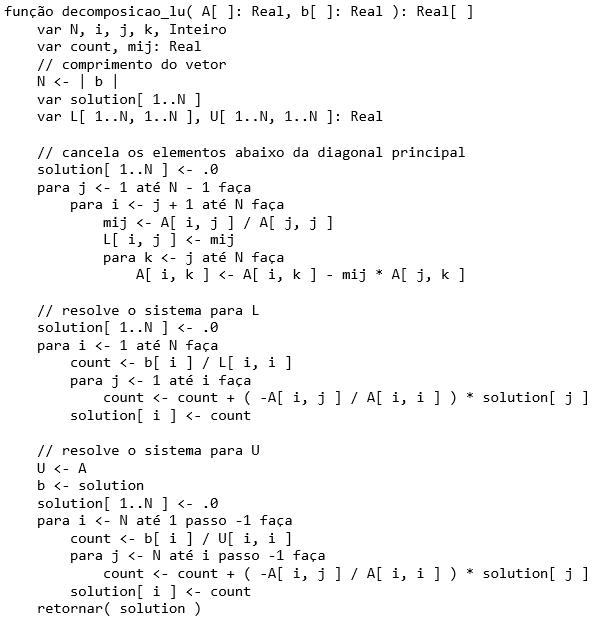 função decomposicao_lu( A[ ]: Real, b[ ]: Real ): Real[ ]
    var N, i, j, k, Inteiro
    var count, mij: Real
    // comprimento do vetor
    N <- | b |
    var solution[ 1..N ]
    var L[ 1..N, 1..N ], U[ 1..N, 1..N ]: Real

    // cancela os elementos abaixo da diagonal principal
    solution[ 1..N ] <- .0
    para j <- 1 até N - 1 faça
        para i <- j + 1 até N faça
            mij <- A[ i, j ] / A[ j, j ]
            L[ i, j ] <- mij
            para k <- j até N faça
                A[ i, k ] <- A[ i, k ] - mij * A[ j, k ]

    // resolve o sistema para L
    solution[ 1..N ] <- .0
    para i <- 1 até N faça
        count <- b[ i ] / L[ i, i ]
        para j <- 1 até i faça
            count <- count + ( -A[ i, j ] / A[ i, i ] ) * solution[ j ]
        solution[ i ] <- count

    // resolve o sistema para U
    U <- A
    b <- solution
    solution[ 1..N ] <- .0
    para i <- N até 1 passo -1 faça
        count <- b[ i ] / U[ i, i ]
        para j <- N até i passo -1 faça
            count <- count + ( -A[ i, j ] / A[ i, i ] ) * solution[ j ]
        solution[ i ] <- count
    retornar( solution )